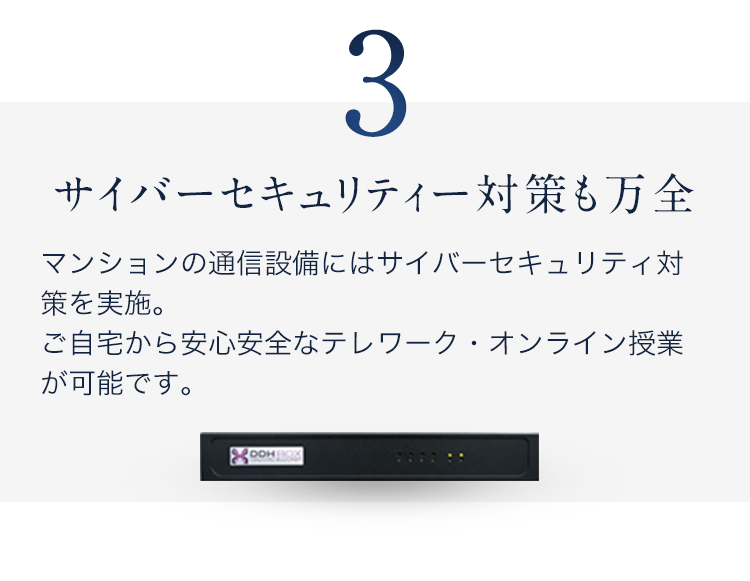 3
サイバーセキュリティー対策も万全
マンションの通信設備にはサイバーセキュリティ対
策を実施。
ご自宅から安心安全なテレワーク・オンライン授業
が可能です。
DDH BOX